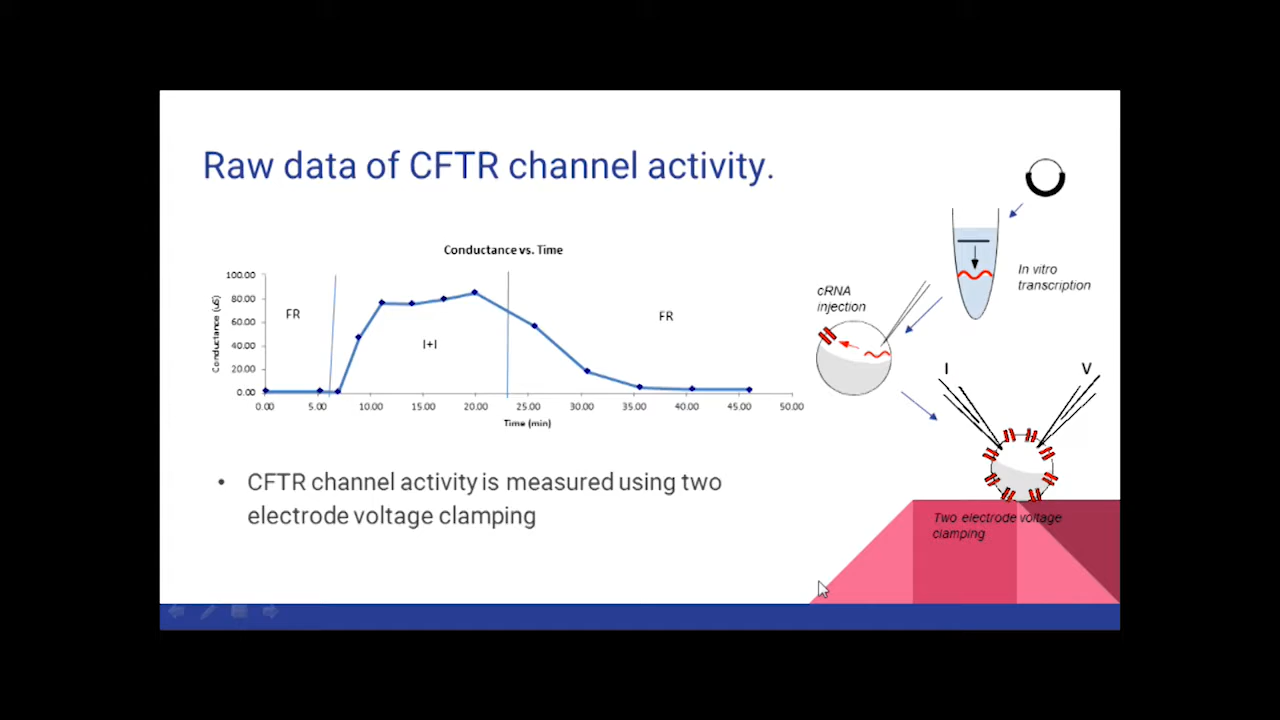 Raw data of CFTR channel activity.
Conductance vs. Time
Conductance (uS)
100.00
80.00
60.00
40.00
20.00
0.00
FR
I+I
FR
0.00 5.00 10.00 15.00 20.00 25.00 30.00 35.00 40.00 45.00 50.00
Time (min)
In vitro
transcription
cRNA
injection
I
V
Two electrode voltage
clamping
• CFTR channel activity is measured using two
electrode voltage clamping